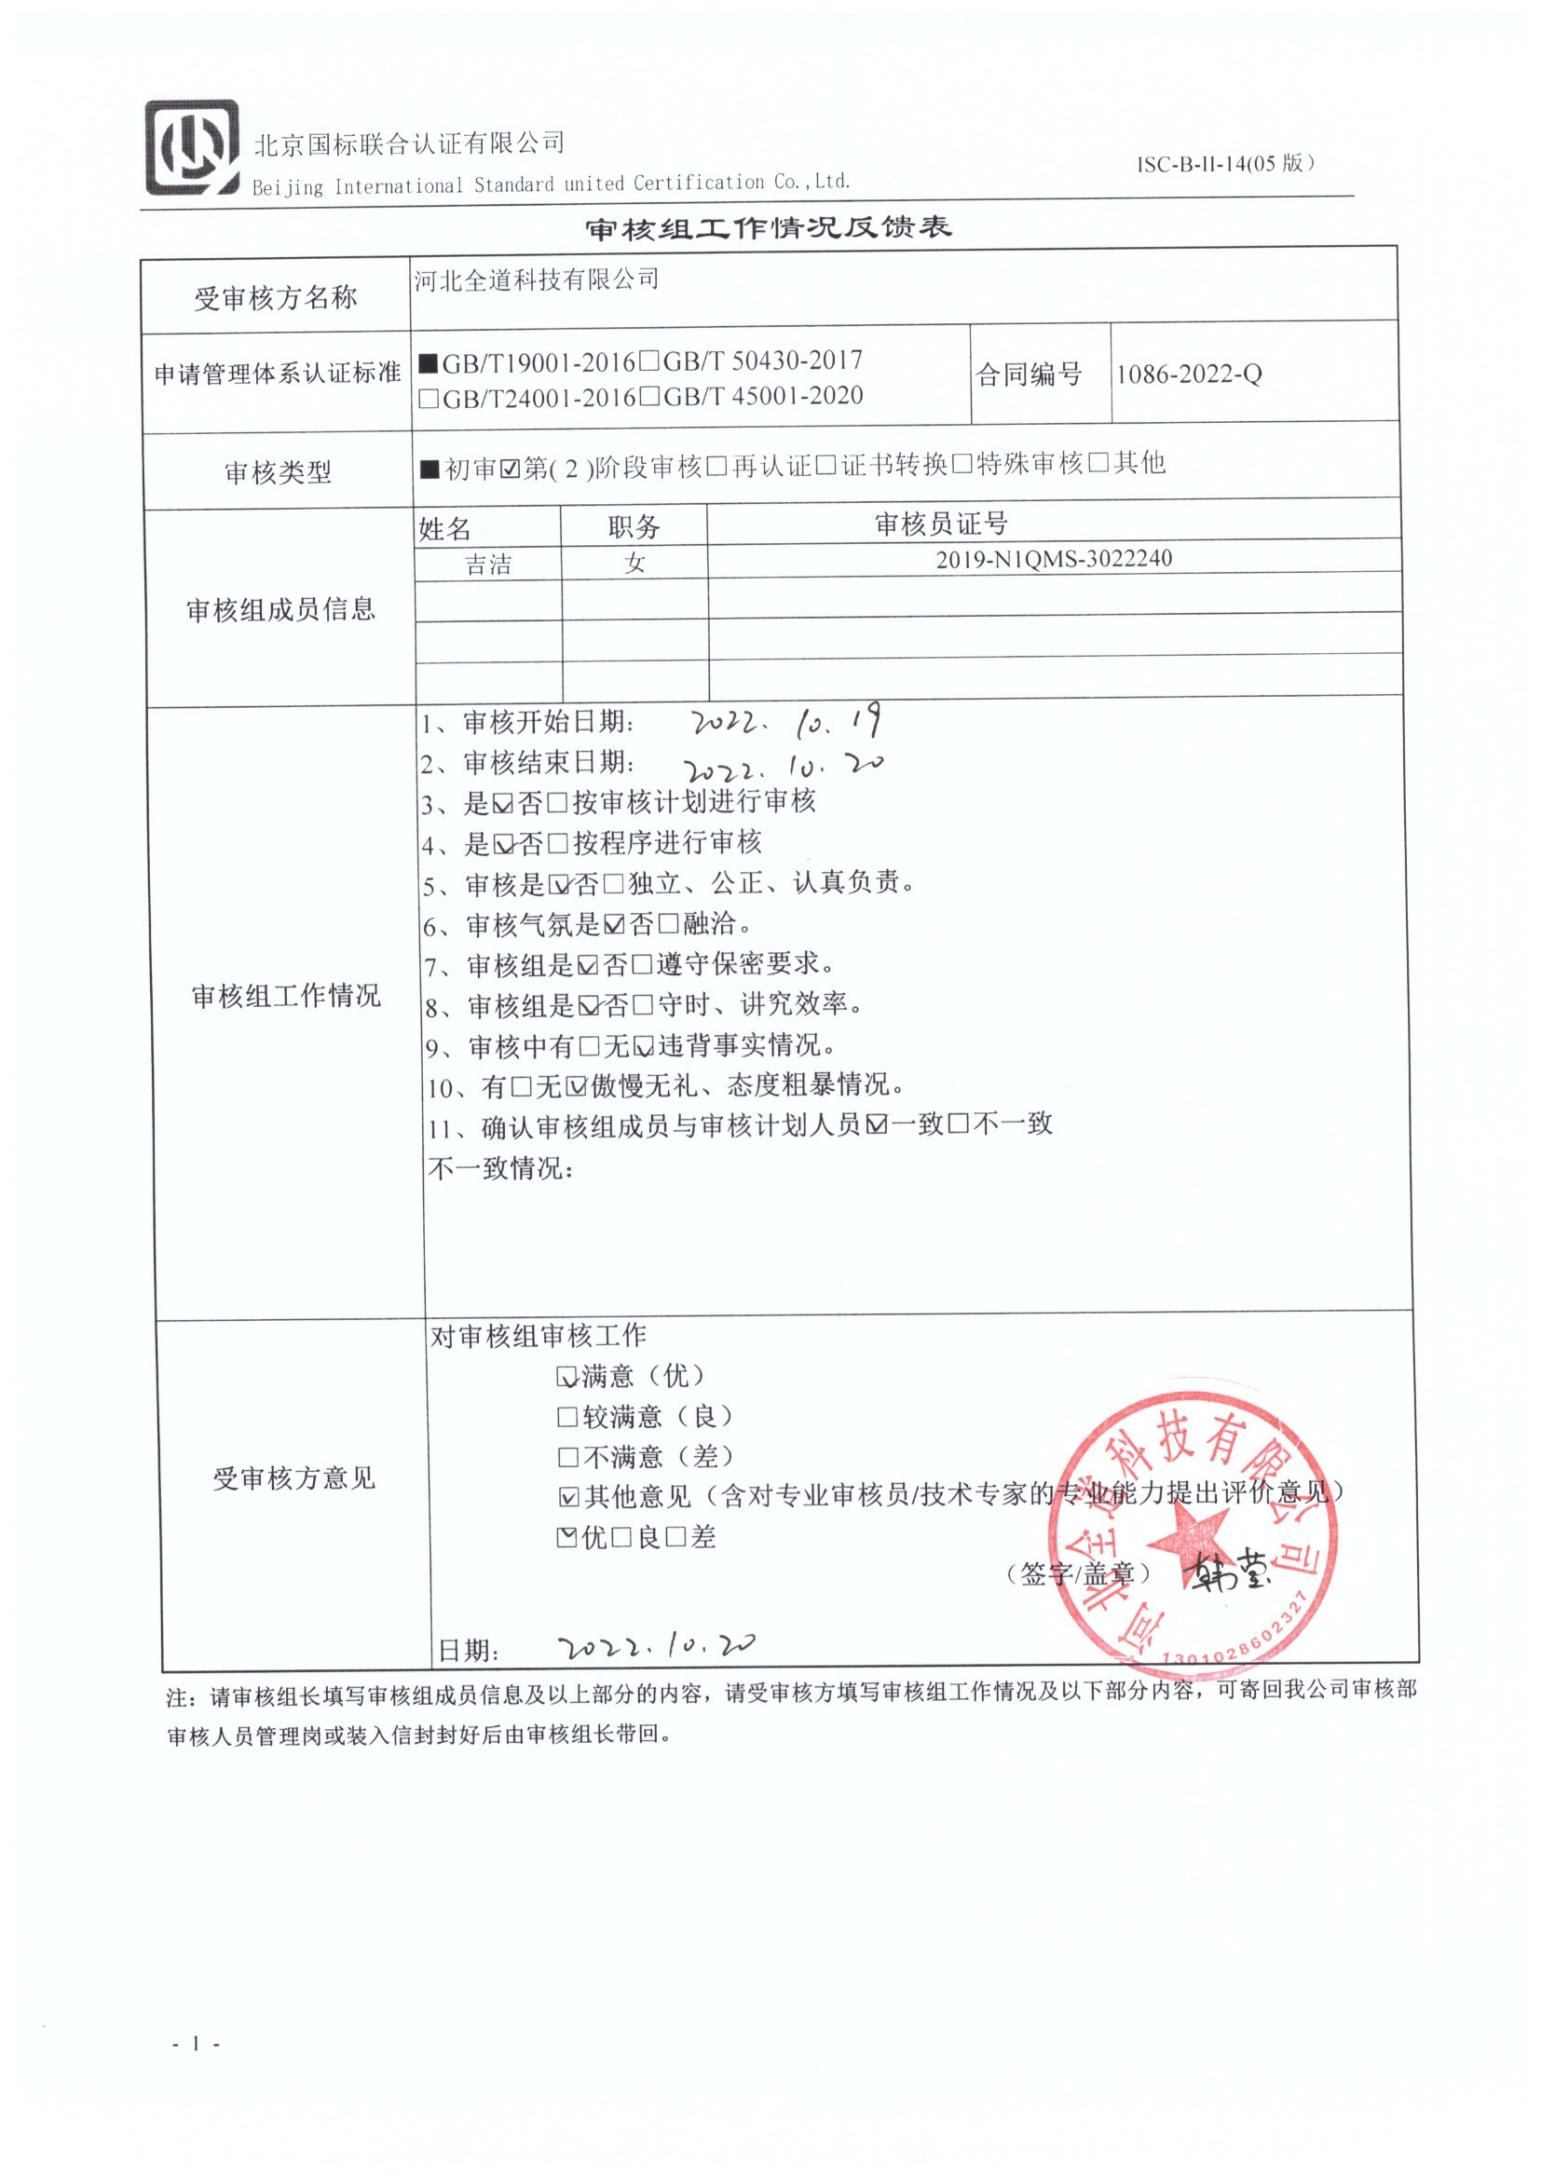 北京国标联合认证有限公司
Beijing International Standard united Certification Co.,Ltd.
ISC-B-II-14(05 版)
审核组工作情况反馈表
受审核方名称 河北全道科技有限公司
申请管理体系认证标准 ■GB/T19001-2016□GB/T 50430-2017
□GB/T24001-2016□GB/T 45001-2020
合同编号 1086-2022-Q
审核类型 ■初审☑第( 2 )阶段审核□再认证□证书转换□特殊审核□其他
审核组成员信息
姓名 职务 审核员证号
吉洁 女 2019-N1QMS-3022240
审核组工作情况
1、审核开始日期： 2022. 10. 19
2、审核结束日期： 2022. 10. 20
3、是☑否□按审核计划进行审核
4、是☑否□按程序进行审核
5、审核是☑否□独立、公正、认真负责。
6、审核气氛是☑否□融洽。
7、审核组是☑否□遵守保密要求。
8、审核组是☑否□守时、讲究效率。
9、审核中有□无☑违背事实情况。
10、有□无☑傲慢无礼、态度粗暴情况。
11、确认审核组成员与审核计划人员☑一致□不一致
不一致情况：
受审核方意见
对审核组审核工作
☑满意（优）
□较满意（良）
□不满意（差）
☑其他意见（含对专业审核员/技术专家的专业能力提出评价意见）
☑优□良□差
（签字/盖章） 韩莹
河北全道科技有限公司
1301028602327
日期： 2022. 10. 20
注：请审核组长填写审核组成员信息及以上部分的内容，请受审核方填写审核组工作情况及以下部分内容，可寄回我公司审核部
审核人员管理岗或装入信封封好后由审核组长带回。
- 1 -